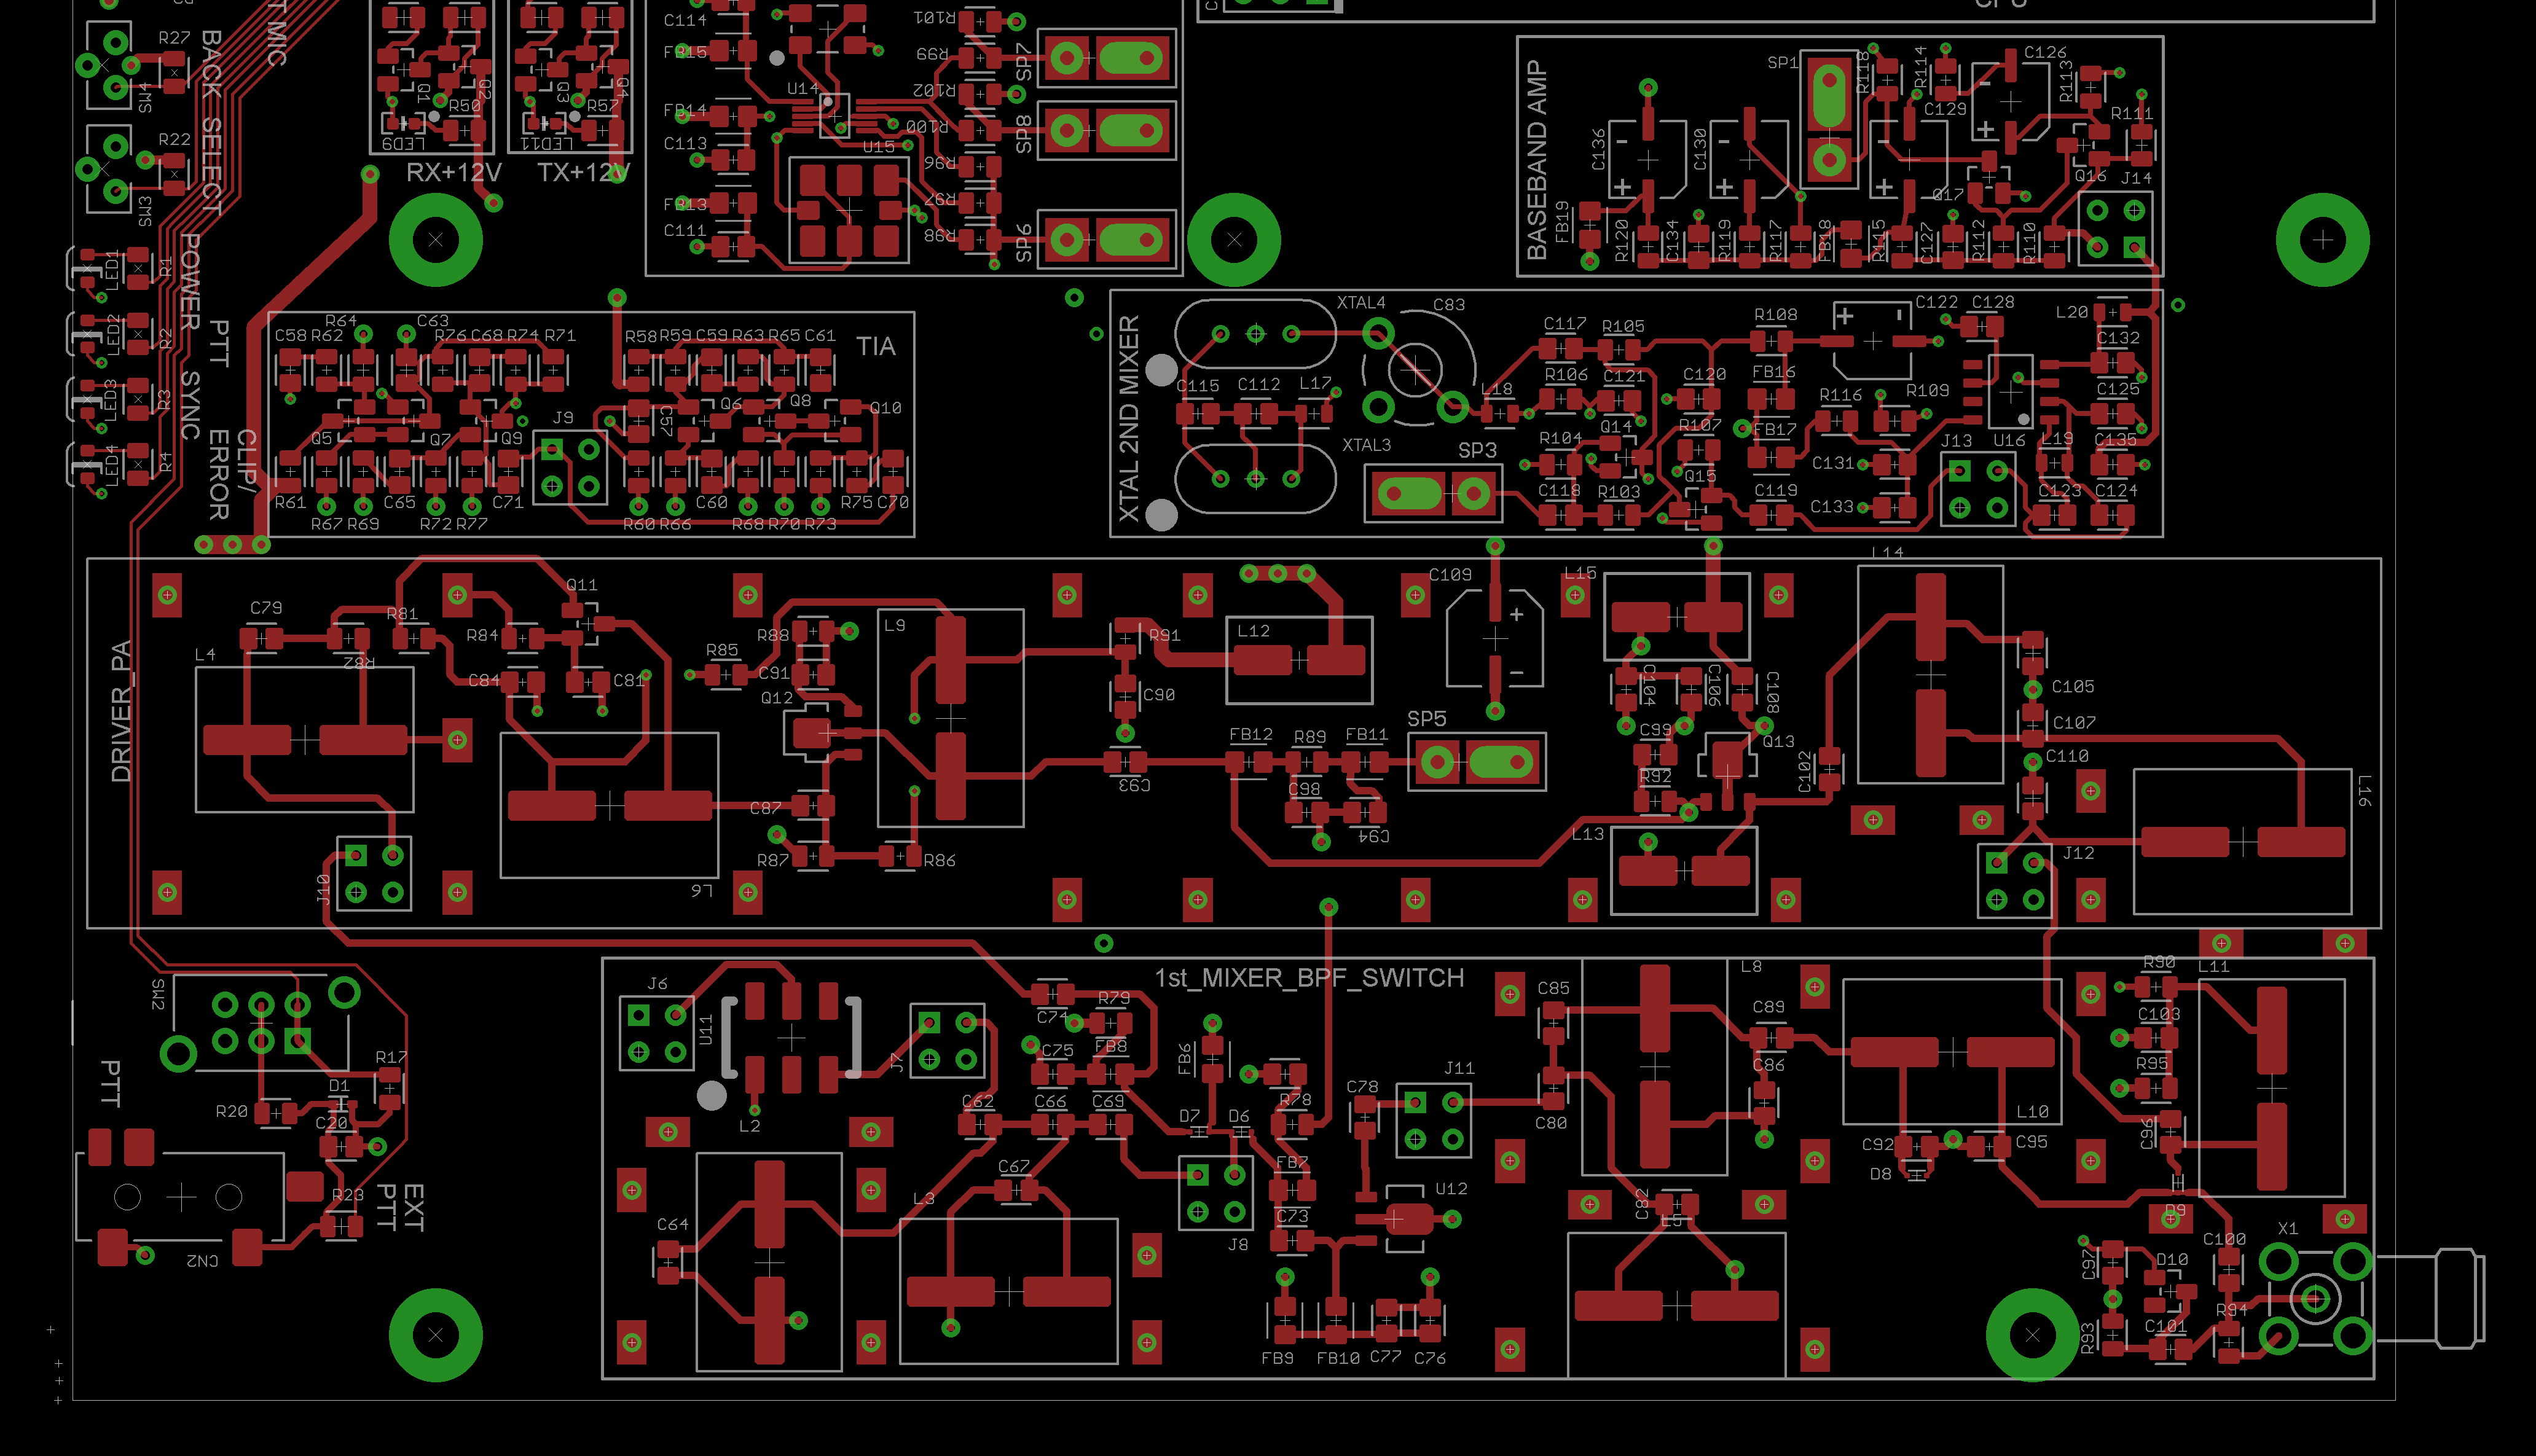 CPU
R27
BACK SELECT
T MIC
SW4
R22
SW3
Q1
Q2
R50
LED9
RX+12V
Q3
Q4
R57
LED11
TX+12V
C114
FB15
FB14
C113
FB13
C111
U14
U15
R101
R99
R102
R100
R96
R97
R98
SP7
SP8
SP6
BASEBAND AMP
C136
C130
SP1
R118
R114
C129
C126
R113
R111
Q16
J14
Q17
FB19
R120
C134
R119
R117
FB18
R115
C127
R112
R110
LED1
R1
LED2
R2
LED3
R3
LED4
R4
POWER
PTT
SYNC
CLIP/
ERROR
TIA
C58
R62
R64
C63
R76
C68
R74
R71
R58
R59
C59
R63
R65
C61
Q5
Q7
Q9
J9
C57
Q6
Q8
Q10
R61
R67
R69
C65
R72
R77
C71
R60
R66
C60
R68
R70
R73
R75
C70
XTAL 2ND MIXER
XTAL4
C83
C115
C112
L17
L18
XTAL3
SP3
C117
R105
R106
C121
R104
Q14
C118
R103
C120
R107
Q15
R108
FB16
FB17
C119
C122
C128
R116
R109
C131
C133
J13
U16
L20
C132
C125
L19
C135
C123
C124
DRIVER_PA
C79
R82
R81
L4
R84
Q11
C84
C81
J10
L6
R85
R88
C91
Q12
C87
R87
R86
L9
R91
C90
C93
L12
FB12
R89
FB11
C98
C94
SP5
C109
L15
C104
C106
C108
C99
R92
Q13
L13
C102
L14
C105
C107
C110
J12
L16
1st_MIXER_BPF_SWITCH
SW2
PTT
R17
D1
R20
C20
R23
EXT
PTT
CN2
J6
U11
J7
L2
C64
L3
C62
C67
C74
R79
C75
FB8
C66
C69
FB6
D7
D6
R78
J8
FB7
C73
FB9
FB10
C77
C76
C78
J11
U12
C85
C80
L8
C89
C86
C82
L5
L10
C92
D8
C95
R90
L11
C103
R95
C96
D9
C97
D10
C100
R94
R93
C101
X1